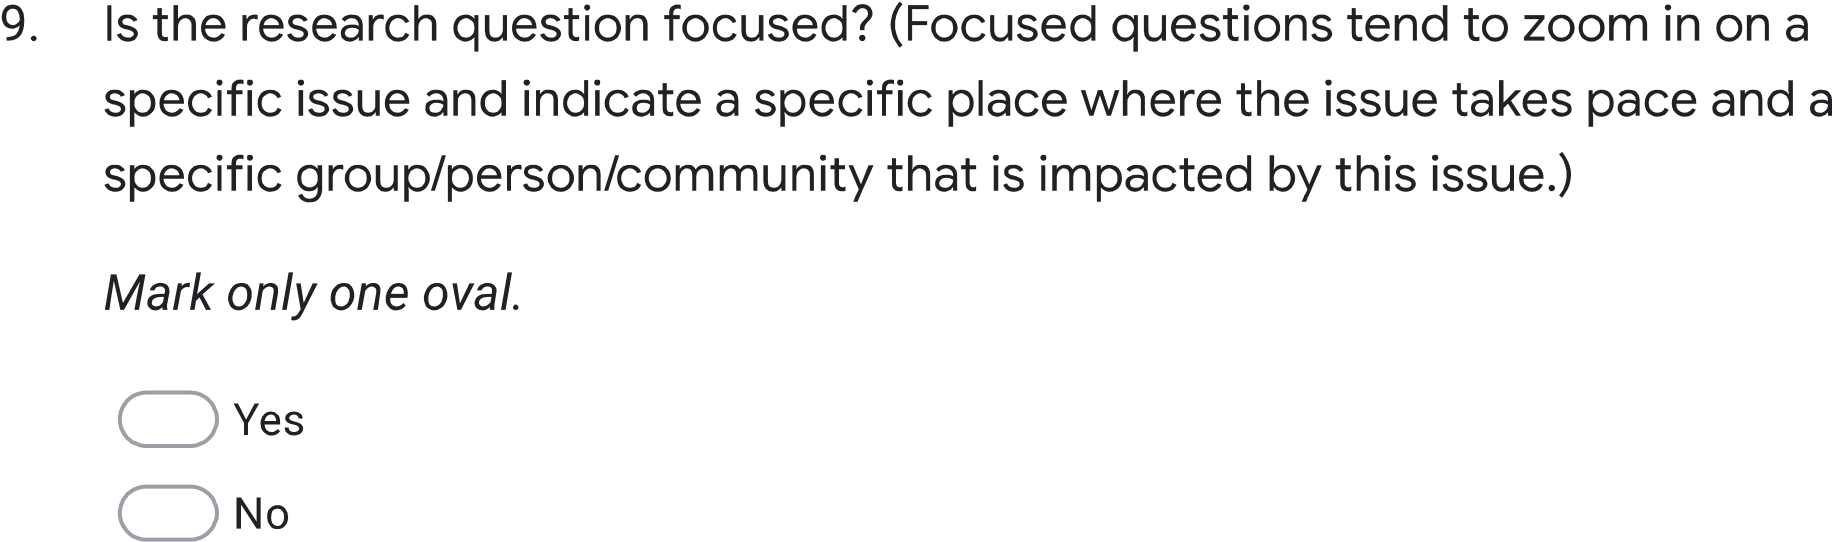 9. Is the research question focused? (Focused questions tend to zoom in on a
specific issue and indicate a specific place where the issue takes pace and a
specific group/person/community that is impacted by this issue.)
Mark only one oval.
Yes
No